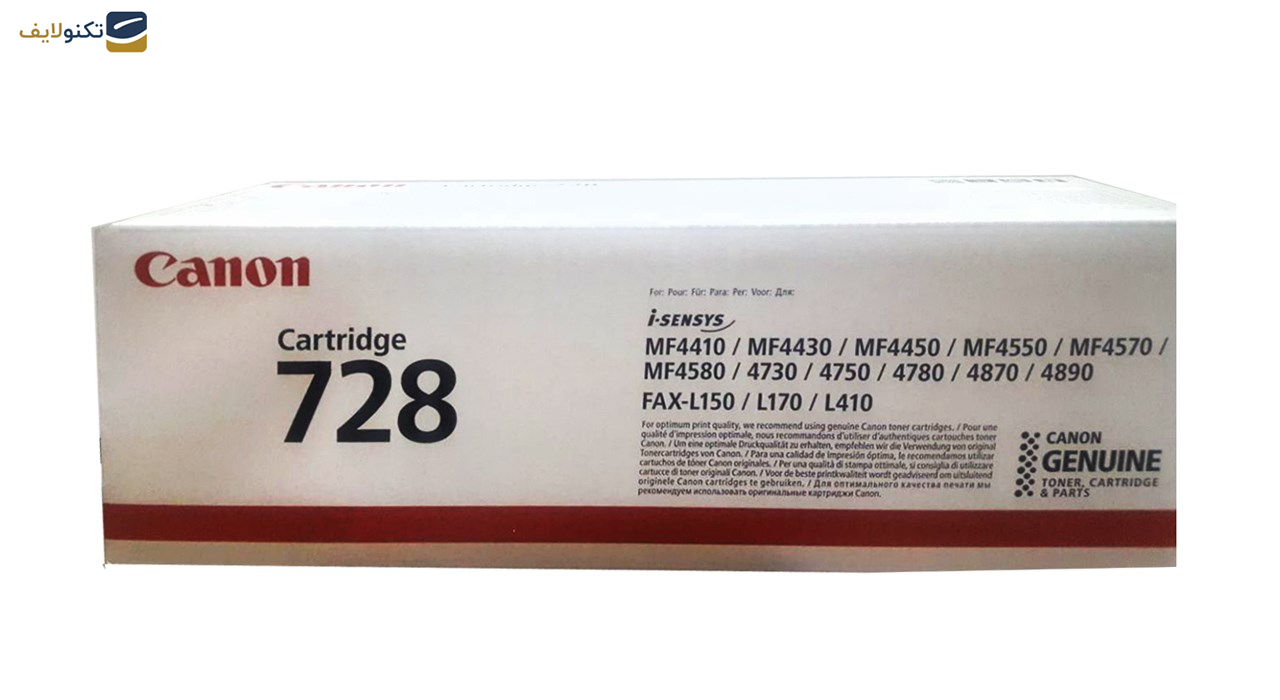 تکنولایف
Canon Cartridge 728
Canon
Cartridge
728
For: Pour: Für: Para: Per: Voor: Для:
i-SENSYS
MF4410 / MF4430 / MF4450 / MF4550 / MF4570 /
MF4580 / 4730 / 4750 / 4780 / 4870 / 4890
FAX-L150 / L170 / L410
For optimum print quality, we recommend using genuine Canon toner cartridges. / Pour une
qualité d'impression optimale, nous recommandons d'utiliser d'authentiques cartouches toner
Canon. / Um eine optimale Druckqualität zu erhalten, empfehlen wir die Verwendung von original
Tonercartridges von Canon. / Para una calidad de impresión óptima, le recomendamos utilizar
cartuchos de tóner Canon originales. / Per una qualità di stampa ottimale, si consiglia di utilizzare
cartucce di toner originali Canon. / Voor de beste printkwaliteit wordt geadviseerd om uitsluitend
originele Canon cartridges te gebruiken. / Для оптимального качества печати мы
рекомендуем использовать оригинальные картриджи Canon.
CANON
GENUINE
TONER, CARTRIDGE
& PARTS